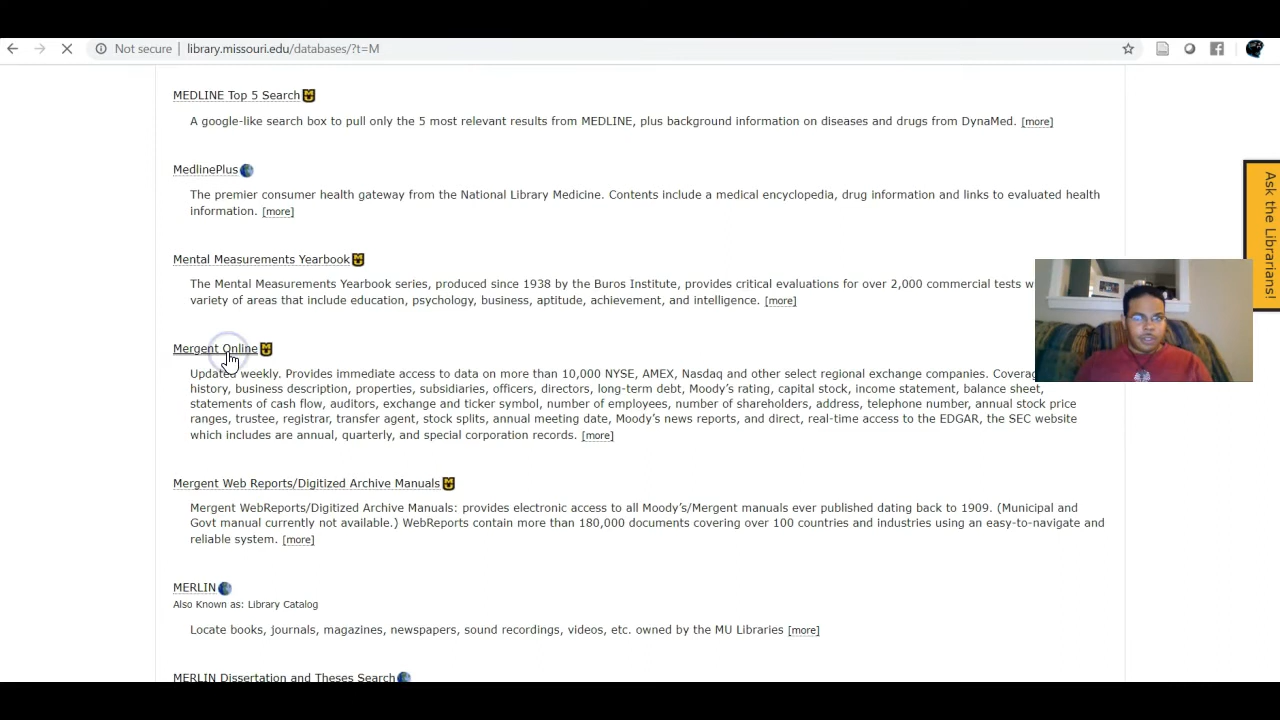 Not secure library.missouri.edu/databases/?t=M
MEDLINE Top 5 Search
A google-like search box to pull only the 5 most relevant results from MEDLINE, plus background information on diseases and drugs from DynaMed. [more]
MedlinePlus
The premier consumer health gateway from the National Library Medicine. Contents include a medical encyclopedia, drug information and links to evaluated health
information. [more]
Mental Measurements Yearbook
The Mental Measurements Yearbook series, produced since 1938 by the Buros Institute, provides critical evaluations for over 2,000 commercial tests
variety of areas that include education, psychology, business, aptitude, achievement, and intelligence. [more]
Mergent Online
Updated weekly. Provides immediate access to data on more than 10,000 NYSE, AMEX, Nasdaq and other select regional exchange companies.
history, business description, properties, subsidiaries, officers, directors, long-term debt, Moody's rating, capital stock, income statement, balance sheet,
statements of cash flow, auditors, exchange and ticker symbol, number of employees, number of shareholders, address, telephone number, annual stock price
ranges, trustee, registrar, transfer agent, stock splits, annual meeting date, Moody's news reports, and direct, real-time access to the EDGAR, the SEC website
which includes are annual, quarterly, and special corporation records. [more]
Mergent Web Reports/Digitized Archive Manuals
Mergent WebReports/Digitized Archive Manuals: provides electronic access to all Moody's/Mergent manuals ever published dating back to 1909. (Municipal and
Govt manual currently not available.) WebReports contain more than 180,000 documents covering over 100 countries and industries using an easy-to-navigate and
reliable system. [more]
MERLIN
Also Known as: Library Catalog
Locate books, journals, magazines, newspapers, sound recordings, videos, etc. owned by the MU Libraries [more]
MERLIN Dissertation and Theses Search
Ask the Librarians!